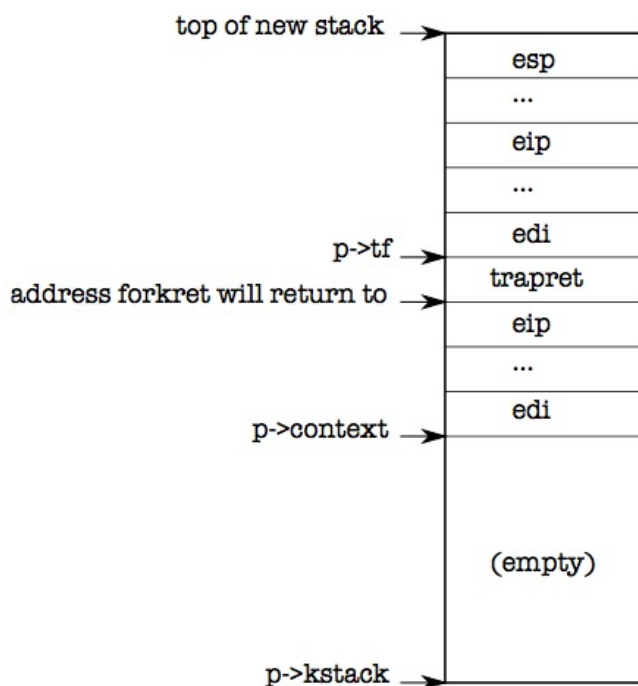 top of new stack
esp
...
eip
...
edi
p->tf
trapret
address forkret will return to
eip
...
edi
p->context
(empty)
p->kstack